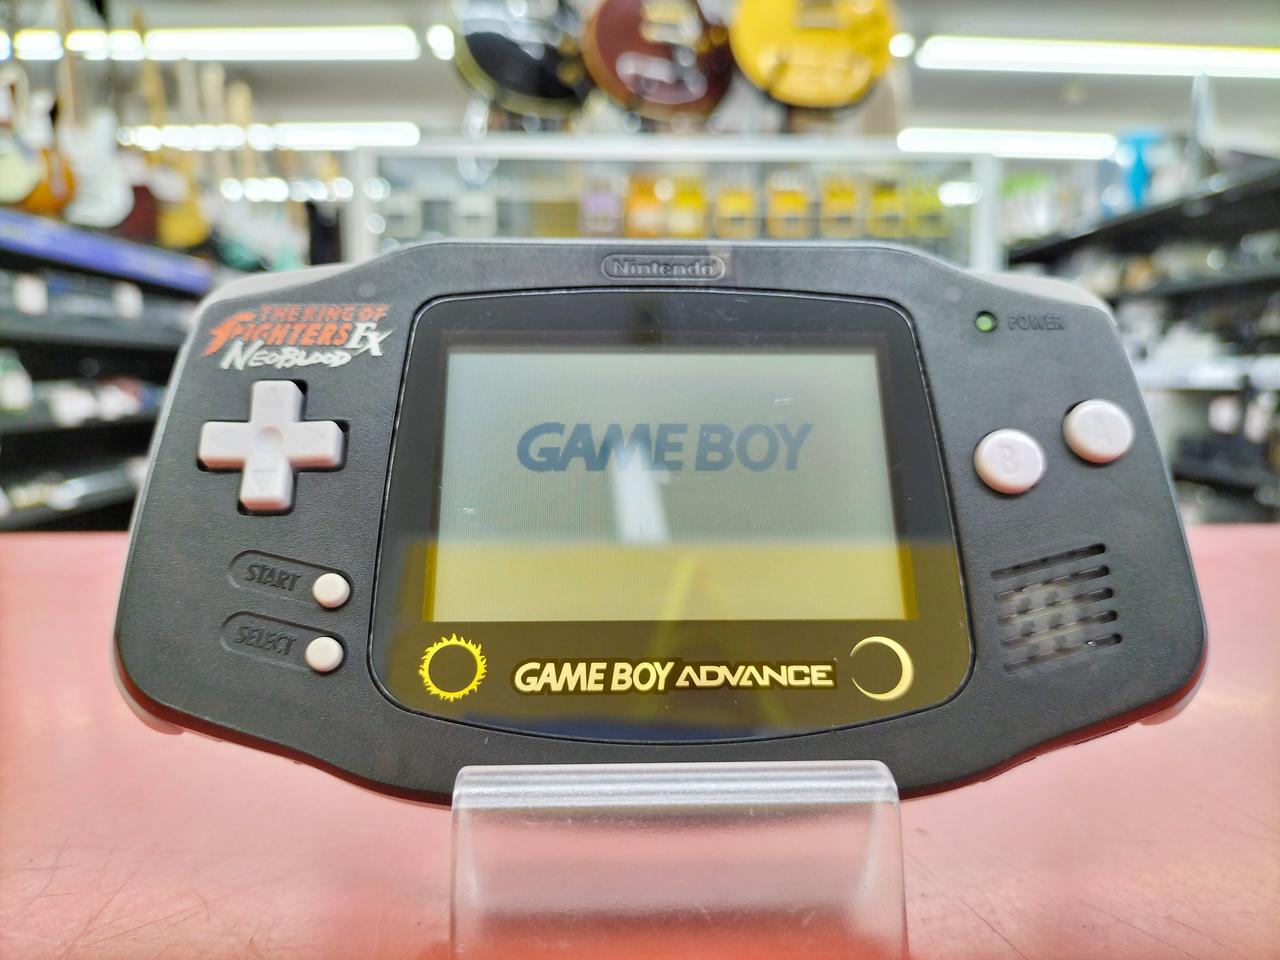 Nintendo
THE KING OF
FIGHTERS EX
NEOBLOOD
POWER
GAME BOY
A
B
START
SELECT
GAME BOY ADVANCE